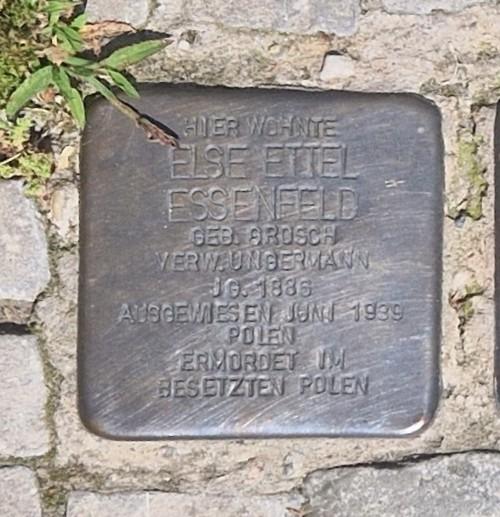 HIER WOHNTE
ELSE ETTEL
ESSENFELD
GEB. GROSCH
VERW. UNGERMANN
JG. 1886
AUSGEWIESEN JUNI 1939
POLEN
ERMORDET IM
BESETZTEN POLEN